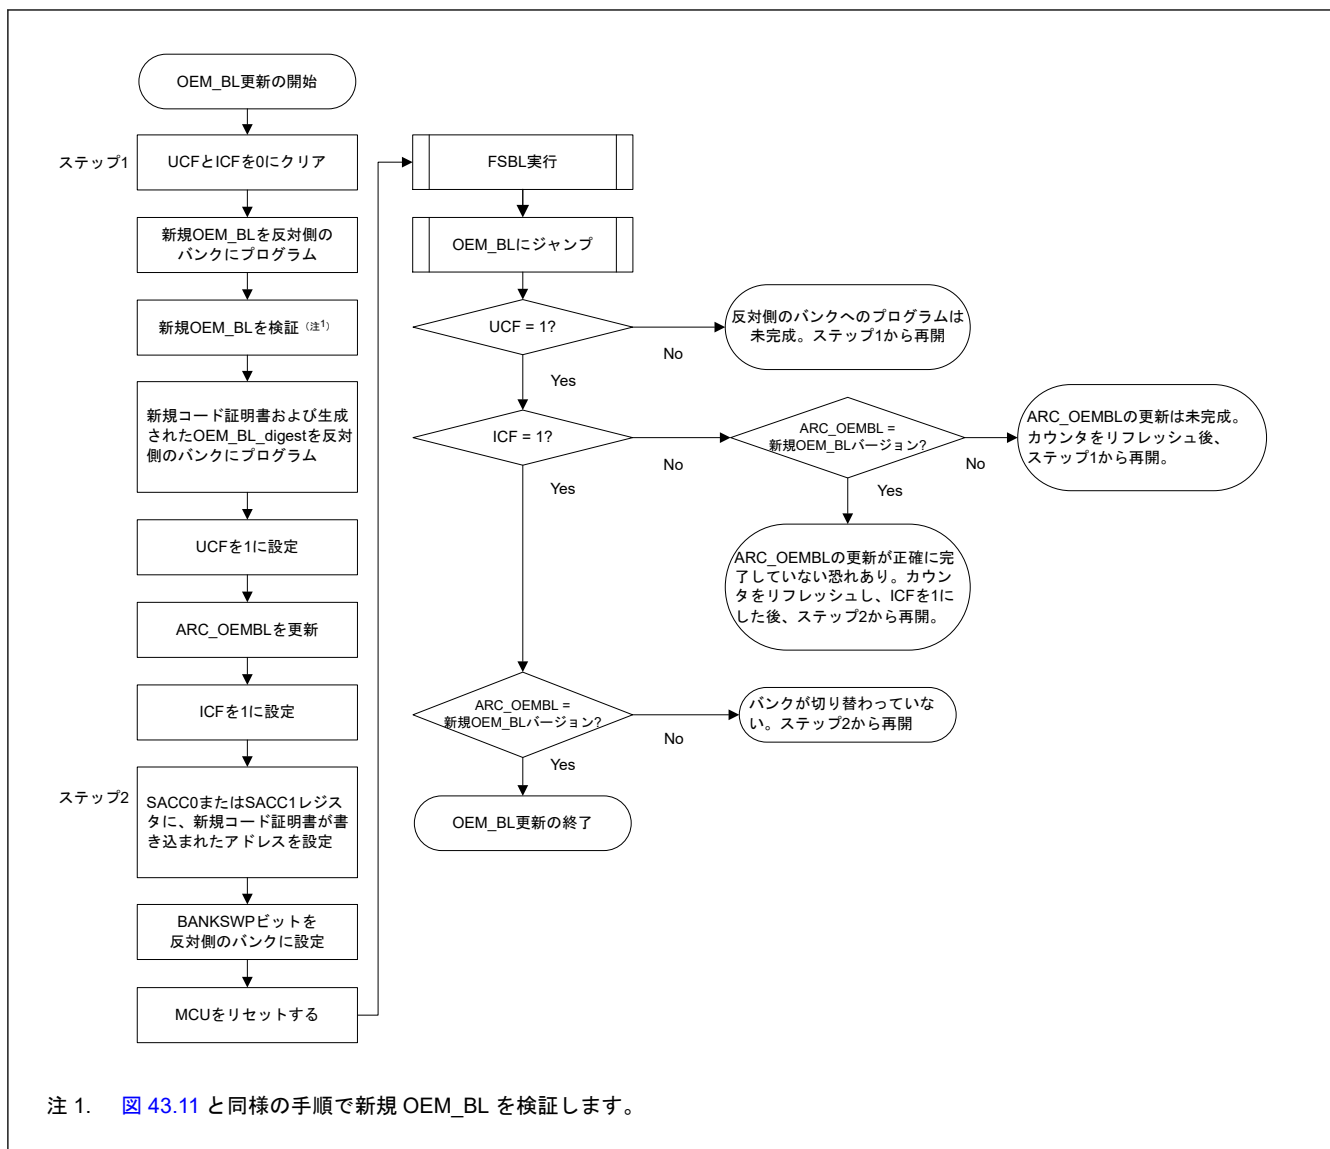 OEM_BL更新の開始
ステップ1
UCFとICFを0にクリア
新規OEM_BLを反対側の
バンクにプログラム
新規OEM_BLを検証（注1）
新規コード証明書および生成
されたOEM_BL_digestを反対
側のバンクにプログラム
UCFを1に設定
ARC_OEMBLを更新
ICFを1に設定
ステップ2
SACC0またはSACC1レジス
タに、新規コード証明書が書
き込まれたアドレスを設定
BANKSWPビットを
反対側のバンクに設定
MCUをリセットする
FSBL実行
OEM_BLにジャンプ
UCF = 1?
No
反対側のバンクへのプログラムは
未完成。ステップ1から再開
Yes
ICF = 1?
No
ARC_OEMBL =
新規OEM_BLバージョン?
No
ARC_OEMBLの更新は未完成。
カウンタをリフレッシュ後、
ステップ1から再開。
Yes
Yes
ARC_OEMBLの更新が正確に完
了していない恐れあり。カウン
タをリフレッシュし、ICFを1に
した後、ステップ2から再開。
ARC_OEMBL =
新規OEM_BLバージョン?
No
バンクが切り替わっていな
い。ステップ2から再開
Yes
OEM_BL更新の終了
注 1. 図 43.11 と同様の手順で新規 OEM_BL を検証します。